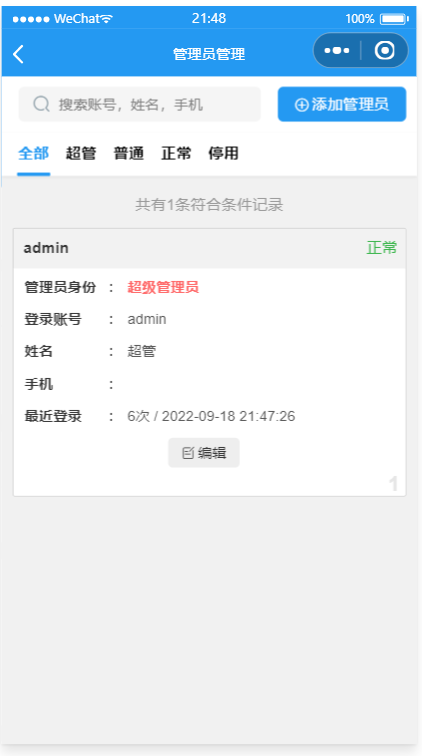 WeChat 21:48 100%
管理员管理
搜索账号，姓名，手机 添加管理员
全部 超管 普通 正常 停用
共有1条符合条件记录
admin 正常
管理员身份 ： 超级管理员
登录账号 ： admin
姓名 ： 超管
手机 ：
最近登录 ： 6次 / 2022-09-18 21:47:26
编辑
1